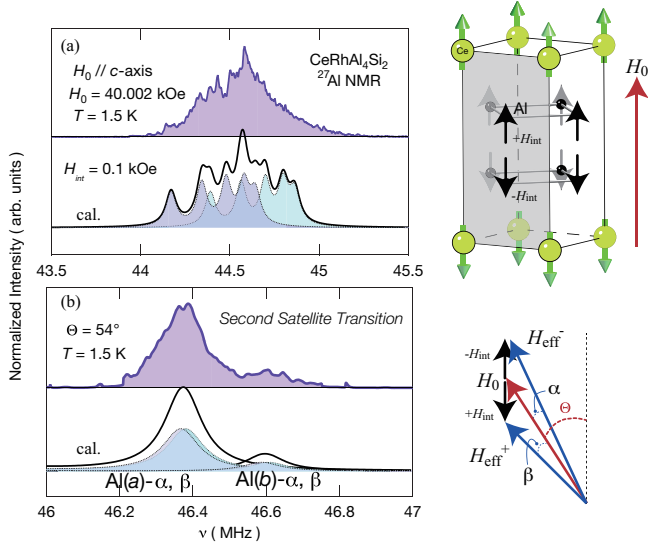 (a)
CeRhAl4Si2
27Al NMR
H0 // c-axis
H0 = 40.002 kOe
T = 1.5 K
Hint = 0.1 kOe
cal.
43.5 44 44.5 45 45.5
Normalized Intensity ( arb. units )
(b)
Θ = 54°
T = 1.5 K
Second Satellite Transition
cal.
Al(a)-α, β Al(b)-α, β
46 46.2 46.4 46.6 46.8 47
ν ( MHz )
Ce
Al
+Hint
-Hint
H0
Heff-
-Hint
H0
α
Θ
+Hint
Heff+
β